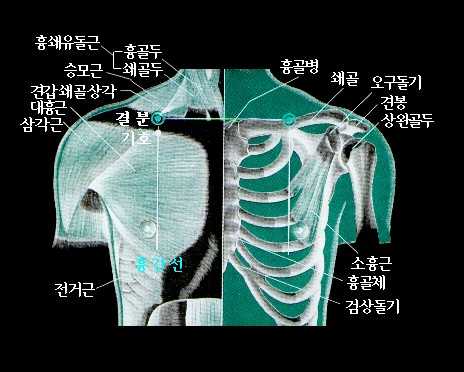 흉쇄유돌근
흉골두
쇄골두
승모근
견갑쇄골상각
대흉근
삼각근
결분
기호
흉간선
전거근
흉골병
쇄골
오구돌기
견봉
상완골두
소흉근
흉골체
검상돌기